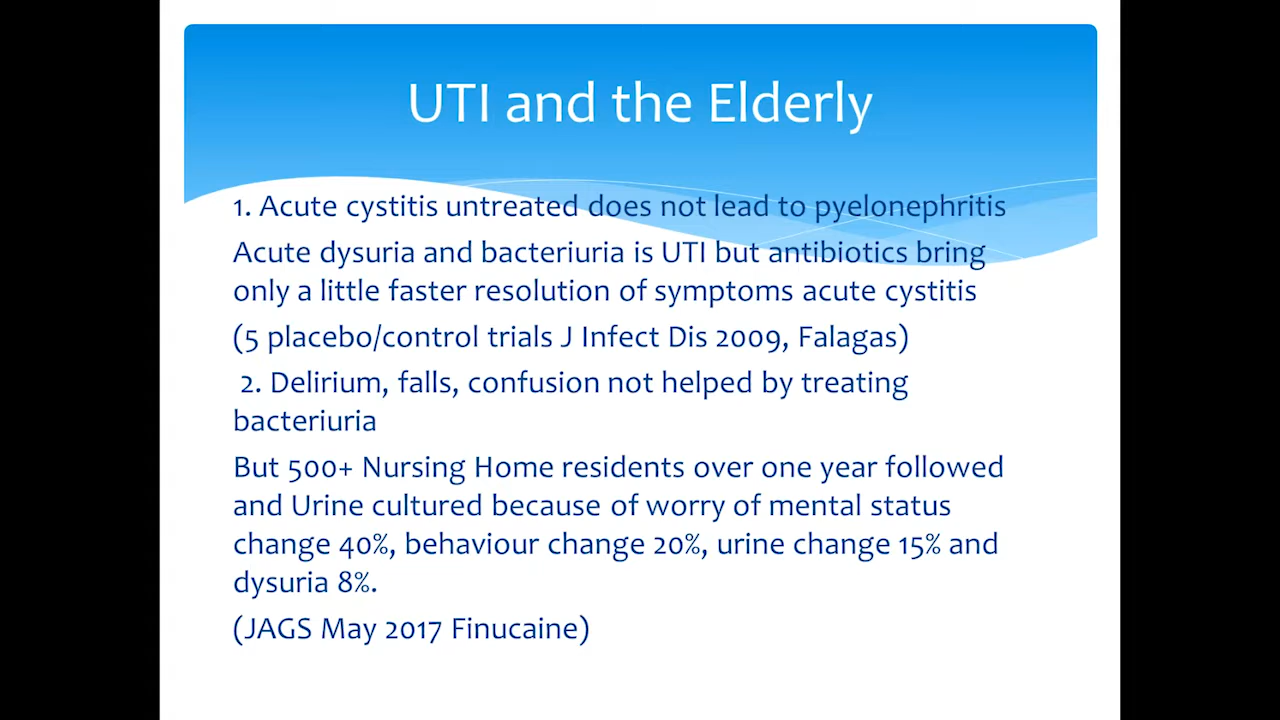 UTI and the Elderly
1. Acute cystitis untreated does not lead to pyelonephritis
Acute dysuria and bacteriuria is UTI but antibiotics bring
only a little faster resolution of symptoms acute cystitis
(5 placebo/control trials J Infect Dis 2009, Falagas)
2. Delirium, falls, confusion not helped by treating
bacteriuria
But 500+ Nursing Home residents over one year followed
and Urine cultured because of worry of mental status
change 40%, behaviour change 20%, urine change 15% and
dysuria 8%.
(JAGS May 2017 Finucaine)